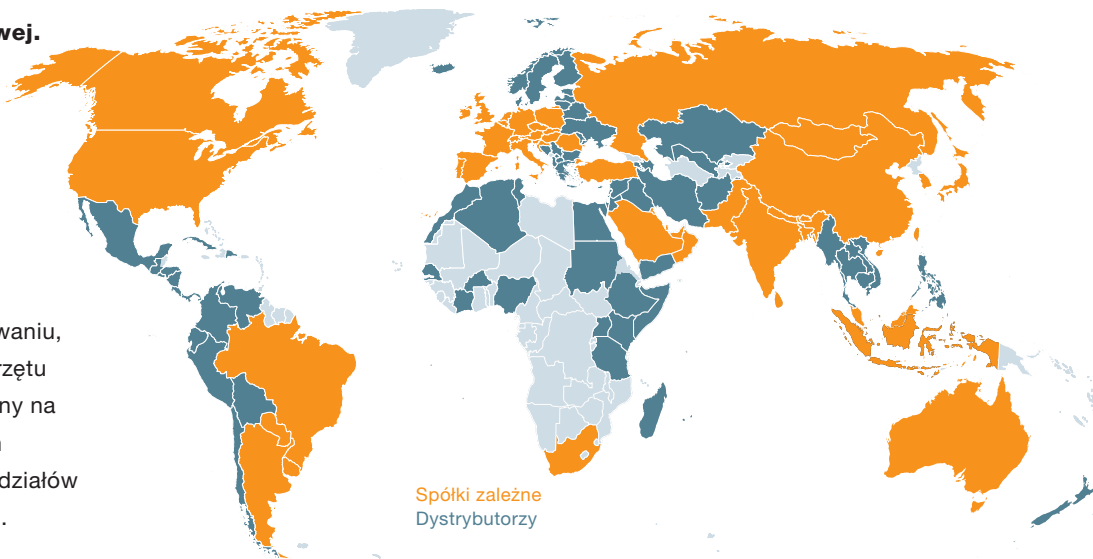 wej.
waniu,
rzętu
ny na
działów
.
Spółki zależne
Dystrybutorzy